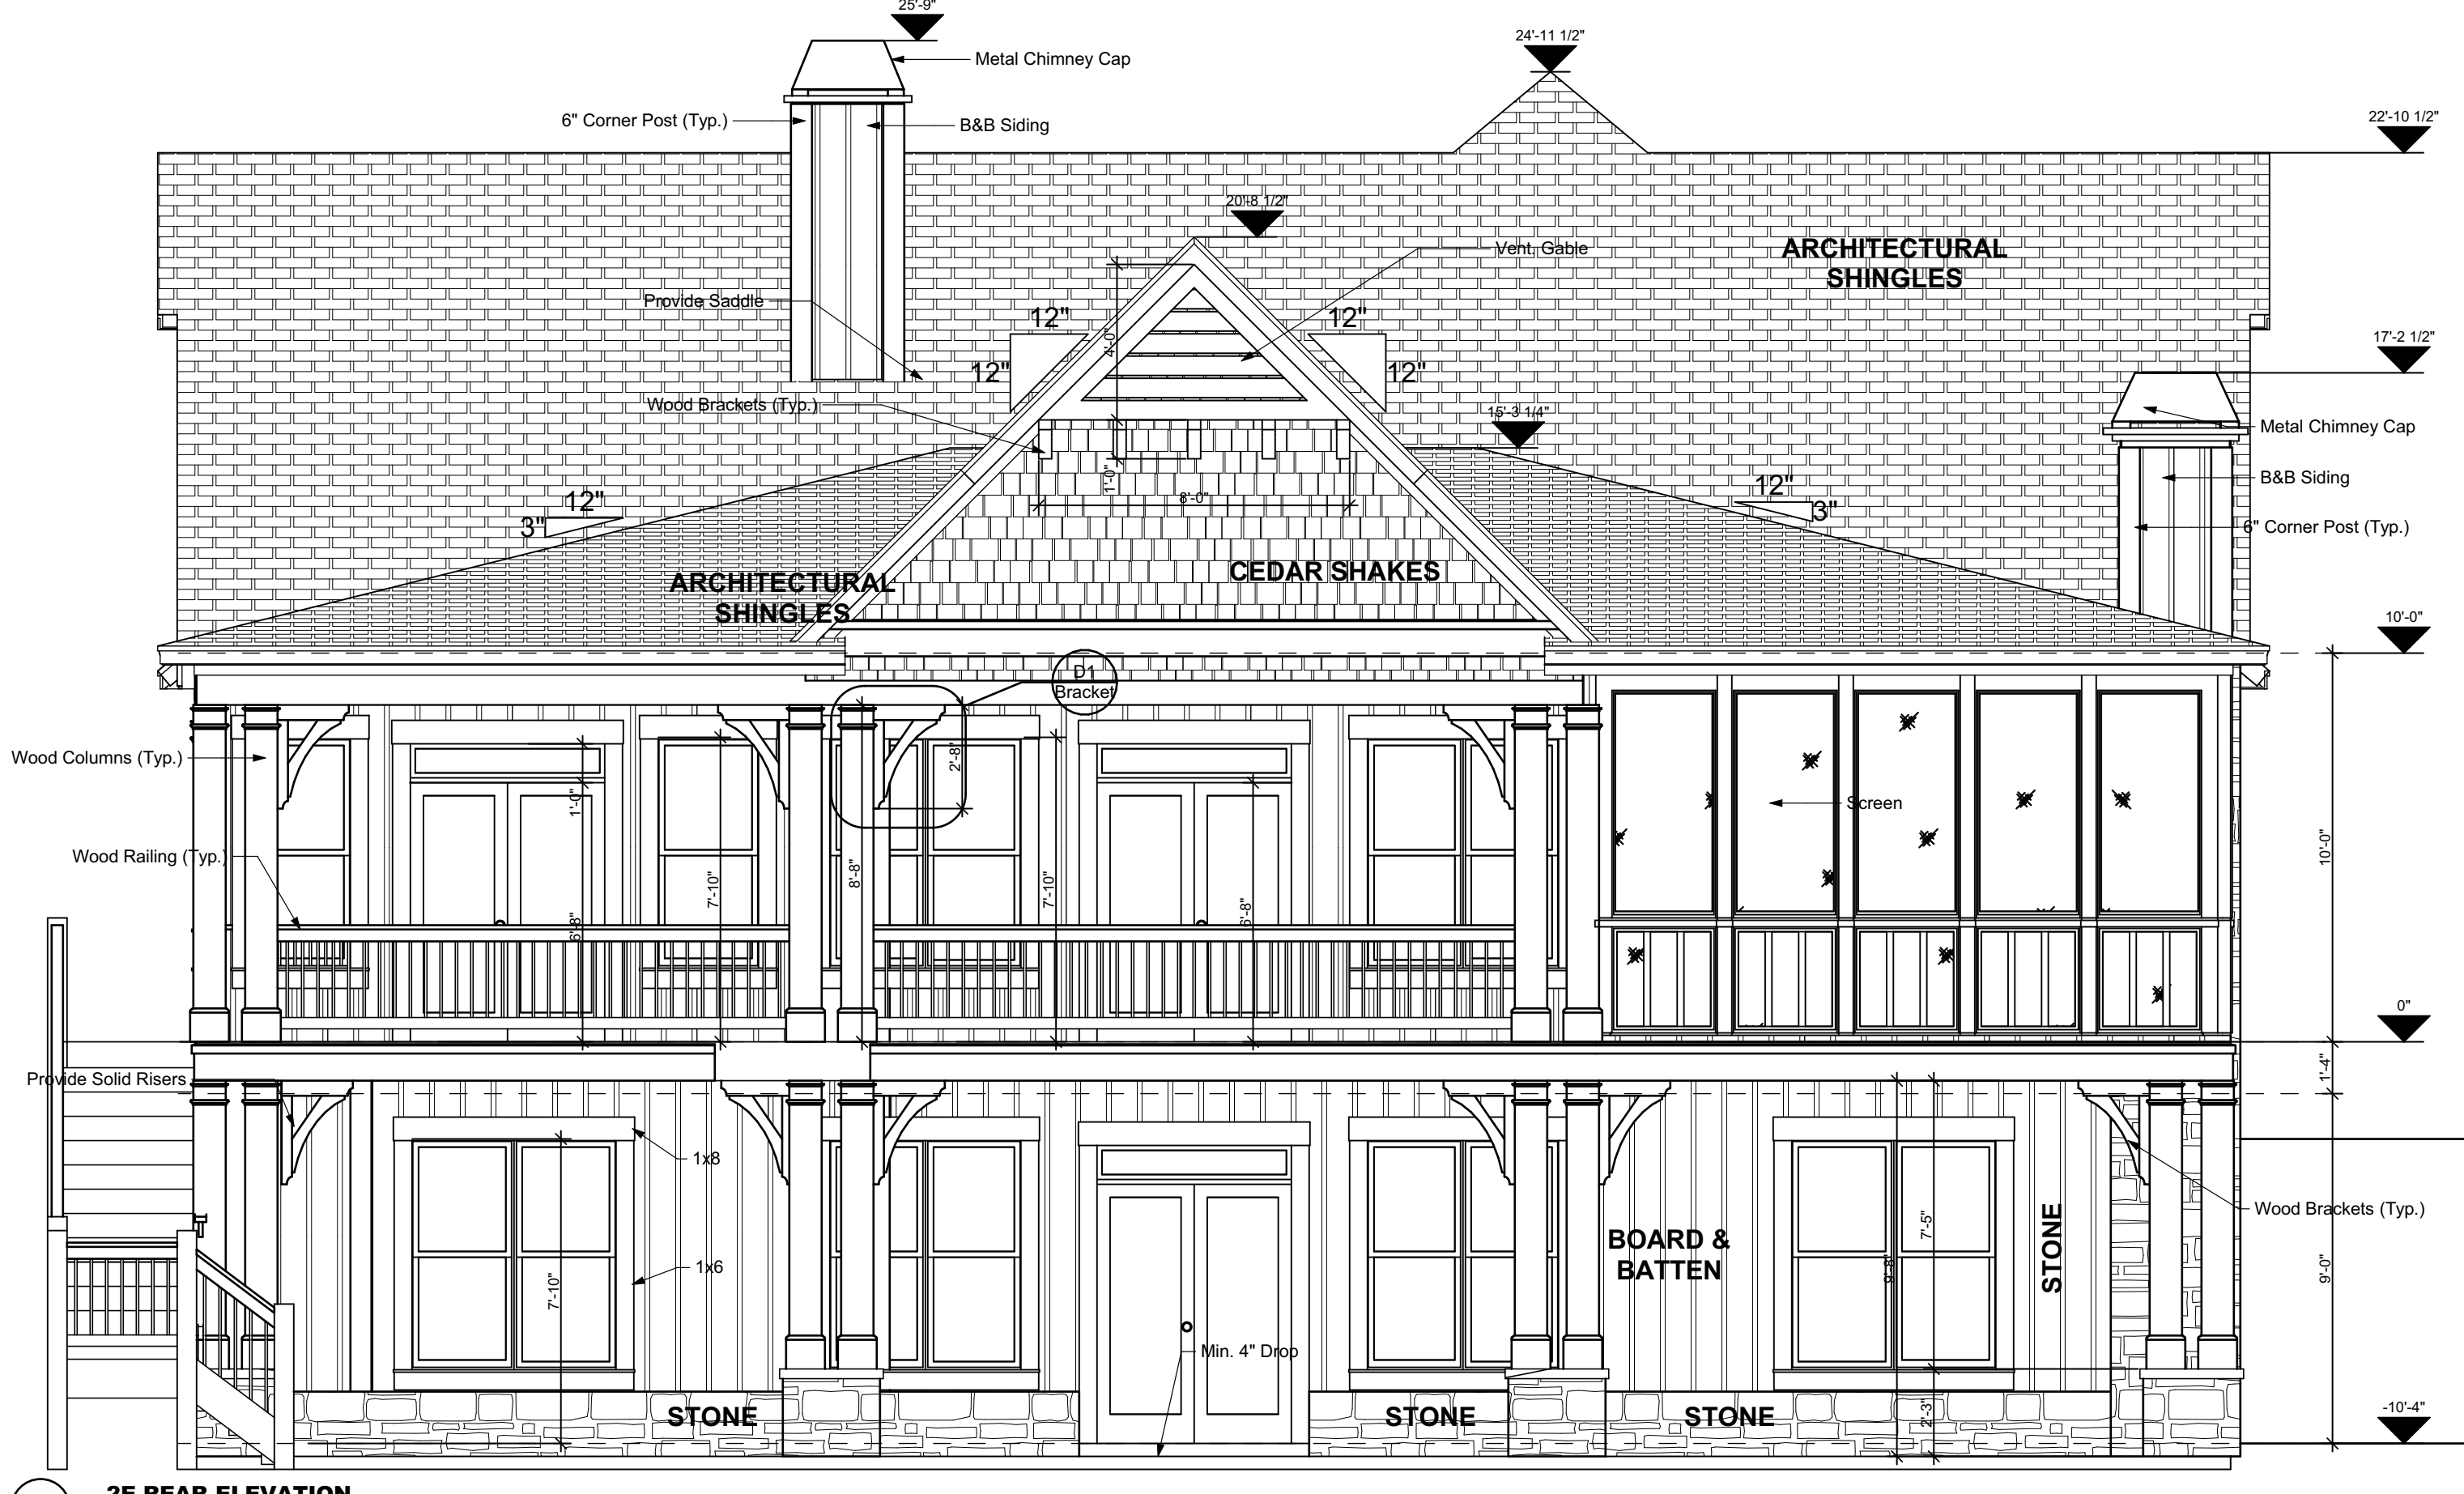 25'-9"
24'-11 1/2"
Metal Chimney Cap
22'-10 1/2"
6" Corner Post (Typ.)
B&B Siding
20'-8 1/2"
Vent. Gable
ARCHITECTURAL
SHINGLES
Provide Saddle
12"
12"
17'-2 1/2"
4'-0"
12"
12"
Wood Brackets (Typ.)
15'-3 1/4"
Metal Chimney Cap
1'-0"
B&B Siding
12"
8'-0"
12"
3"
3"
6" Corner Post (Typ.)
CEDAR SHAKES
ARCHITECTURAL
SHINGLES
10'-0"
D1
Bracket
Wood Columns (Typ.)
2'-8"
1'-0"
Screen
Wood Railing (Typ.)
10'-0"
8'-8"
7'-10"
7'-10"
6'-8"
6'-8"
0"
Provide Solid Risers
1'-4"
1x8
Wood Brackets (Typ.)
7'-5"
BOARD &
BATTEN
STONE
9'-8"
9'-0"
1x6
7'-10"
Min. 4" Drop
STONE
STONE
STONE
2'-3"
-10'-4"
2F REAR ELEVATION